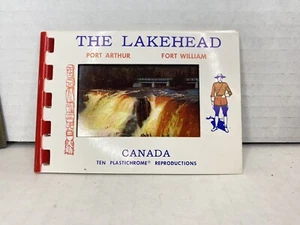 THE LAKEHEAD
PORT ARTHUR FORT WILLIAM
CANADA
TEN PLASTICHROME® REPRODUCTIONS